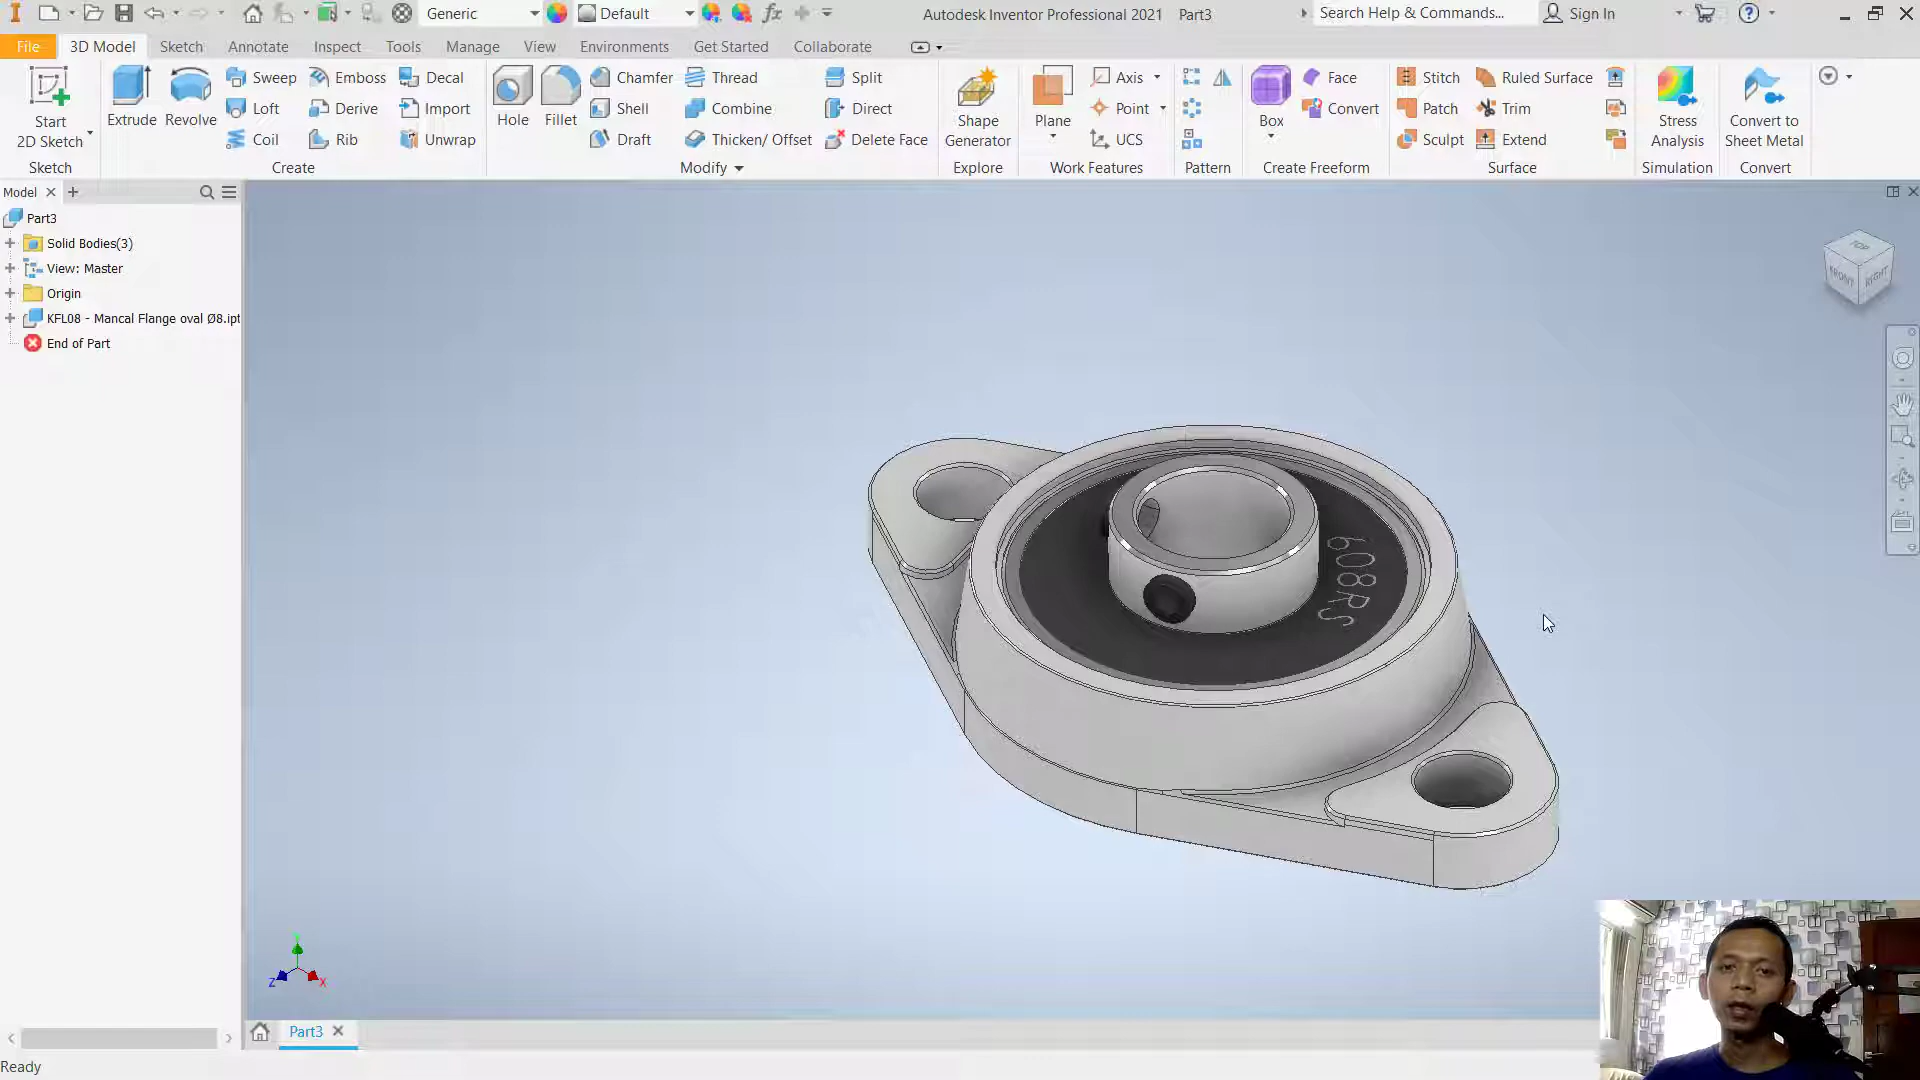 Generic
Default
Autodesk Inventor Professional 2021 Part3
Search Help & Commands...
Sign In
File
3D Model
Sketch
Annotate
Inspect
Tools
Manage
View
Environments
Get Started
Collaborate
Start
2D Sketch
Sketch
Extrude
Revolve
Sweep
Loft
Coil
Emboss
Derive
Rib
Decal
Import
Unwrap
Create
Hole
Fillet
Chamfer
Shell
Draft
Thread
Combine
Thicken/ Offset
Split
Direct
Delete Face
Modify
Shape
Generator
Explore
Plane
Axis
Point
UCS
Work Features
Pattern
Box
Face
Convert
Create Freeform
Stitch
Patch
Sculpt
Ruled Surface
Trim
Extend
Surface
Stress
Analysis
Simulation
Convert to
Sheet Metal
Convert
Model
Part3
Solid Bodies(3)
View: Master
Origin
KFL08 - Mancal Flange oval Ø8.ipt
End of Part
TOP
FRONT
RIGHT
608RS
Z
X
Part3
Ready